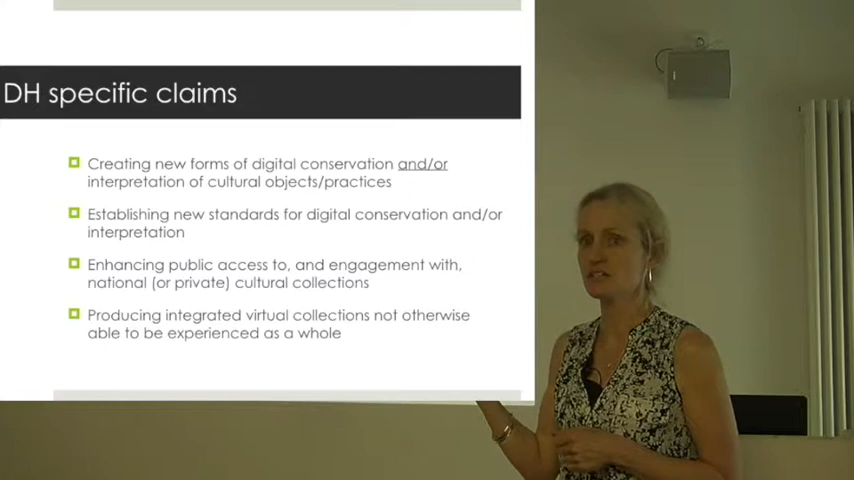 DH specific claims
Creating new forms of digital conservation and/or
interpretation of cultural objects/practices
Establishing new standards for digital conservation and/or
interpretation
Enhancing public access to, and engagement with,
national (or private) cultural collections
Producing integrated virtual collections not otherwise
able to be experienced as a whole